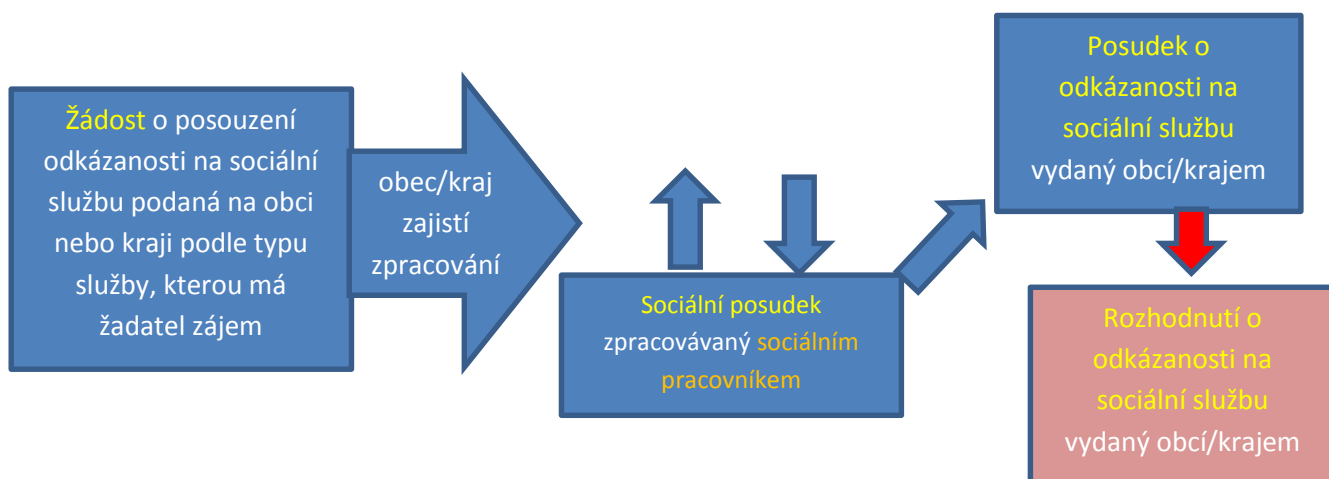 Žádost o posouzení
odkázanosti na sociální
službu podaná na obci
nebo kraji podle typu
služby, kterou má
žadatel zájem
obec/kraj
zajistí
zpracování
Sociální posudek
zpracovávaný sociálním
pracovníkem
Posudek o
odkázanosti na
sociální službu
vydaný obcí/krajem
Rozhodnutí o
odkázanosti na
sociální službu
vydaný obcí/krajem